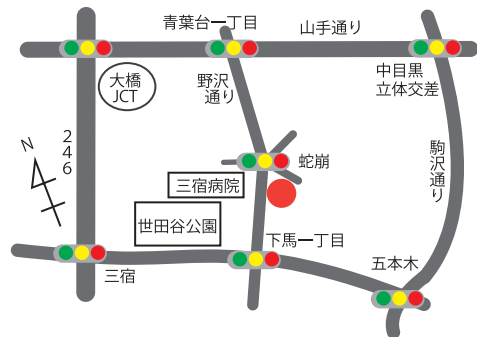 青葉台一丁目
山手通り
大橋
JCT
野沢
通り
中目黒
立体交差
N
246
駒沢通り
蛇崩
三宿病院
世田谷公園
下馬一丁目
三宿
五本木